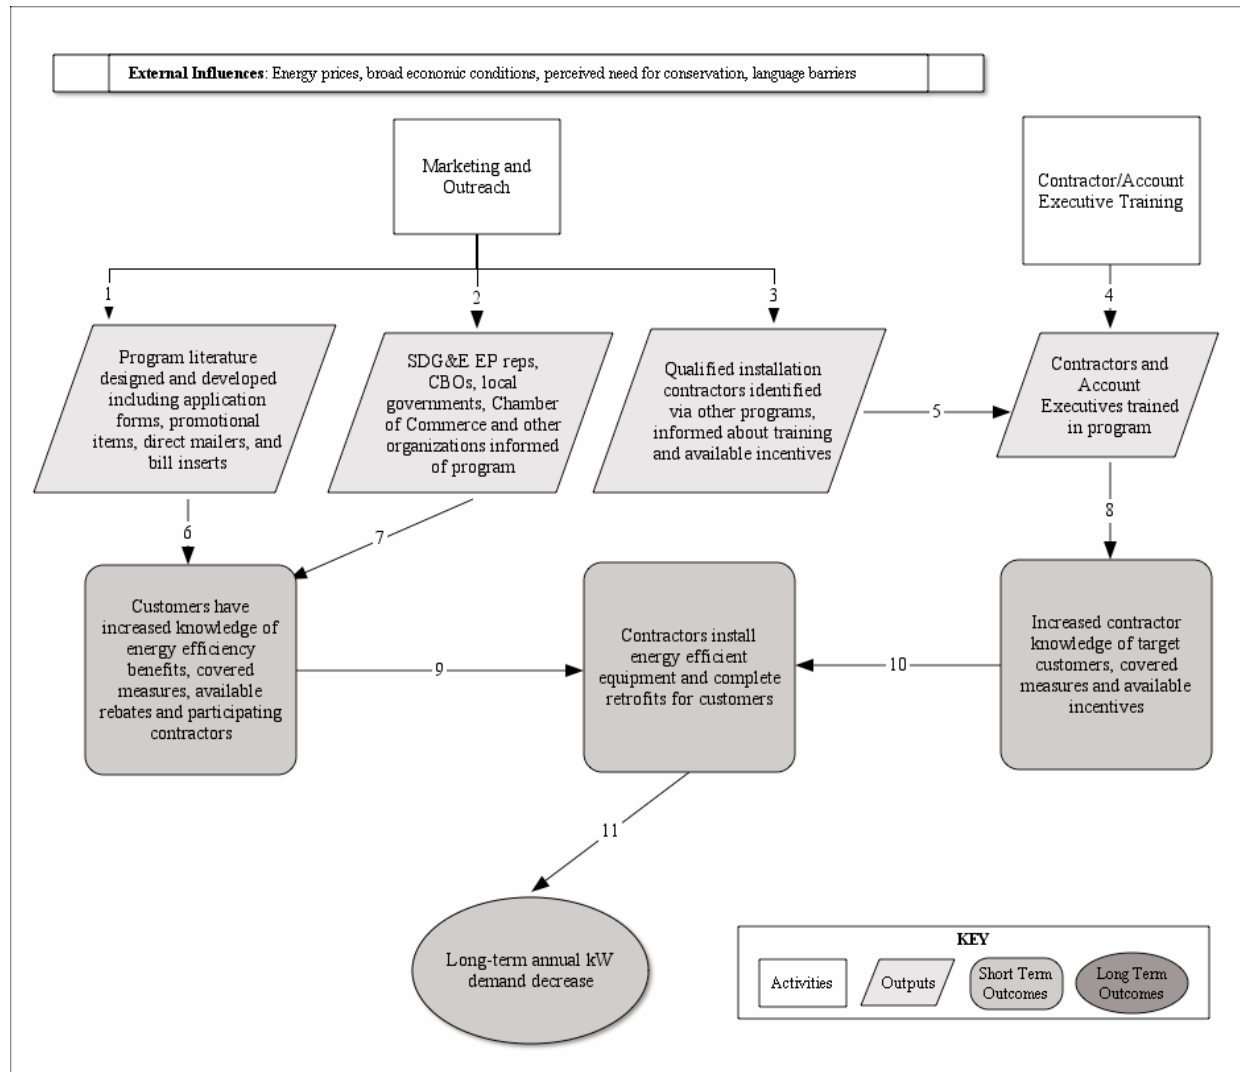 External Influences: Energy prices, broad economic conditions, perceived need for conservation, language barriers
Marketing and
Outreach
Contractor/Account
Executive Training
1
2
3
4
Program literature
designed and developed
including application
forms, promotional
items, direct mailers, and
bill inserts
SDG&E EP reps,
CBOs, local
governments, Chamber
of Commerce and other
organizations informed
of program
Qualified installation
contractors identified
via other programs,
informed about training
and available incentives
5
Contractors and
Account
Executives trained
in program
6
7
8
Customers have
increased knowledge of
energy efficiency
benefits, covered
measures, available
rebates and participating
contractors
9
Contractors install
energy efficient
equipment and complete
retrofits for customers
10
Increased contractor
knowledge of target
customers, covered
measures and available
incentives
11
Long-term annual kW
demand decrease
KEY
Activities
Outputs
Short Term
Outcomes
Long Term
Outcomes